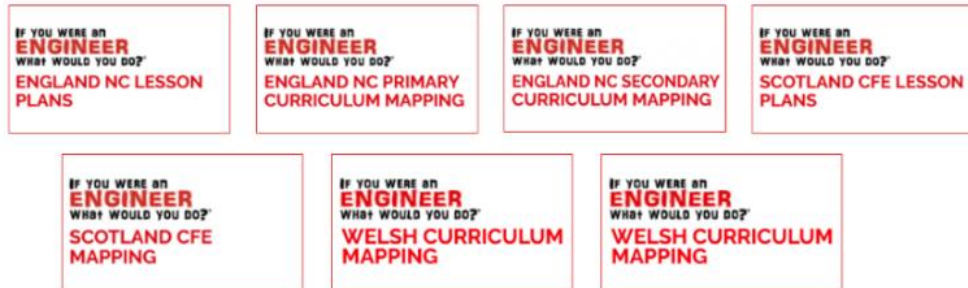 IF YOU WERE an
ENGINEER
WHAt WOULD YOU DO?
ENGLAND NC LESSON
PLANS
IF YOU WERE an
ENGINEER
WHAt WOULD YOU DO?
ENGLAND NC PRIMARY
CURRICULUM MAPPING
IF YOU WERE an
ENGINEER
WHAt WOULD YOU DO?
ENGLAND NC SECONDARY
CURRICULUM MAPPING
IF YOU WERE an
ENGINEER
WHAt WOULD YOU DO?
SCOTLAND CFE LESSON
PLANS
IF YOU WERE an
ENGINEER
WHAt WOULD YOU DO?
SCOTLAND CFE
MAPPING
IF YOU WERE an
ENGINEER
WHAt WOULD YOU DO?
WELSH CURRICULUM
MAPPING
IF YOU WERE an
ENGINEER
WHAt WOULD YOU DO?
WELSH CURRICULUM
MAPPING